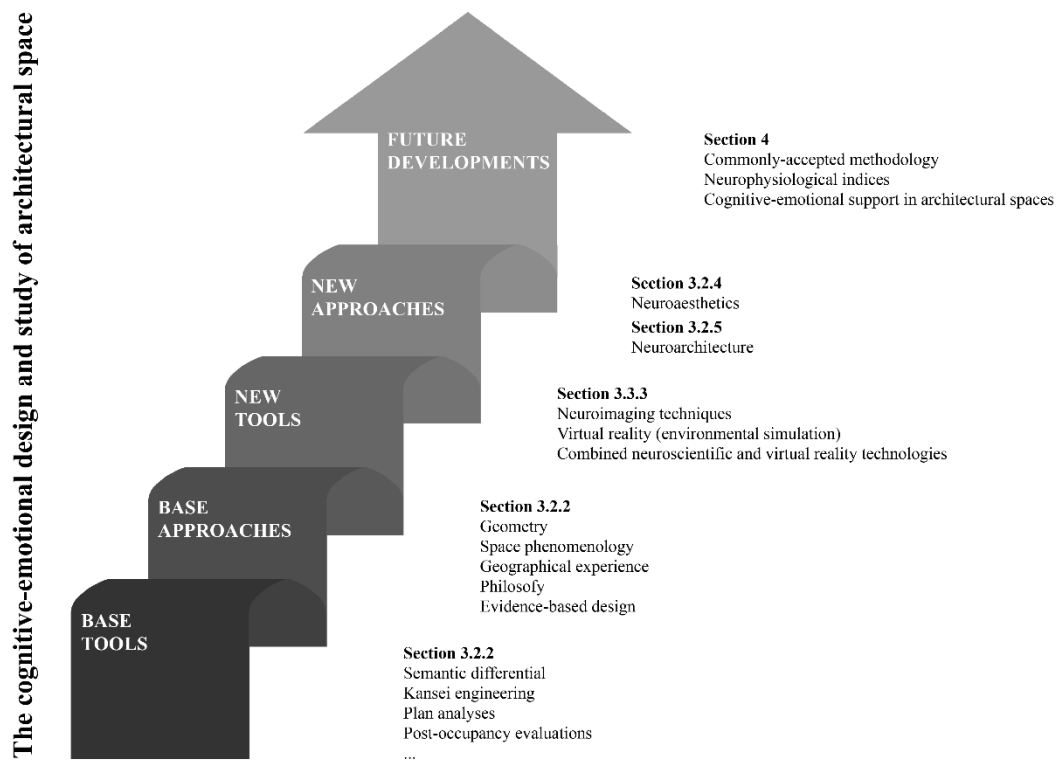 The cognitive-emotional design and study of architectural space
FUTURE
DEVELOPMENTS
Section 4
Commonly-accepted methodology
Neurophysiological indices
Cognitive-emotional support in architectural spaces
NEW
APPROACHES
Section 3.2.4
Neuroaesthetics
Section 3.2.5
Neuroarchitecture
NEW
TOOLS
Section 3.3.3
Neuroimaging techniques
Virtual reality (environmental simulation)
Combined neuroscientific and virtual reality technologies
BASE
APPROACHES
Section 3.2.2
Geometry
Space phenomenology
Geographical experience
Philosofy
Evidence-based design
BASE
TOOLS
Section 3.2.2
Semantic differential
Kansei engineering
Plan analyses
Post-occupancy evaluations
...